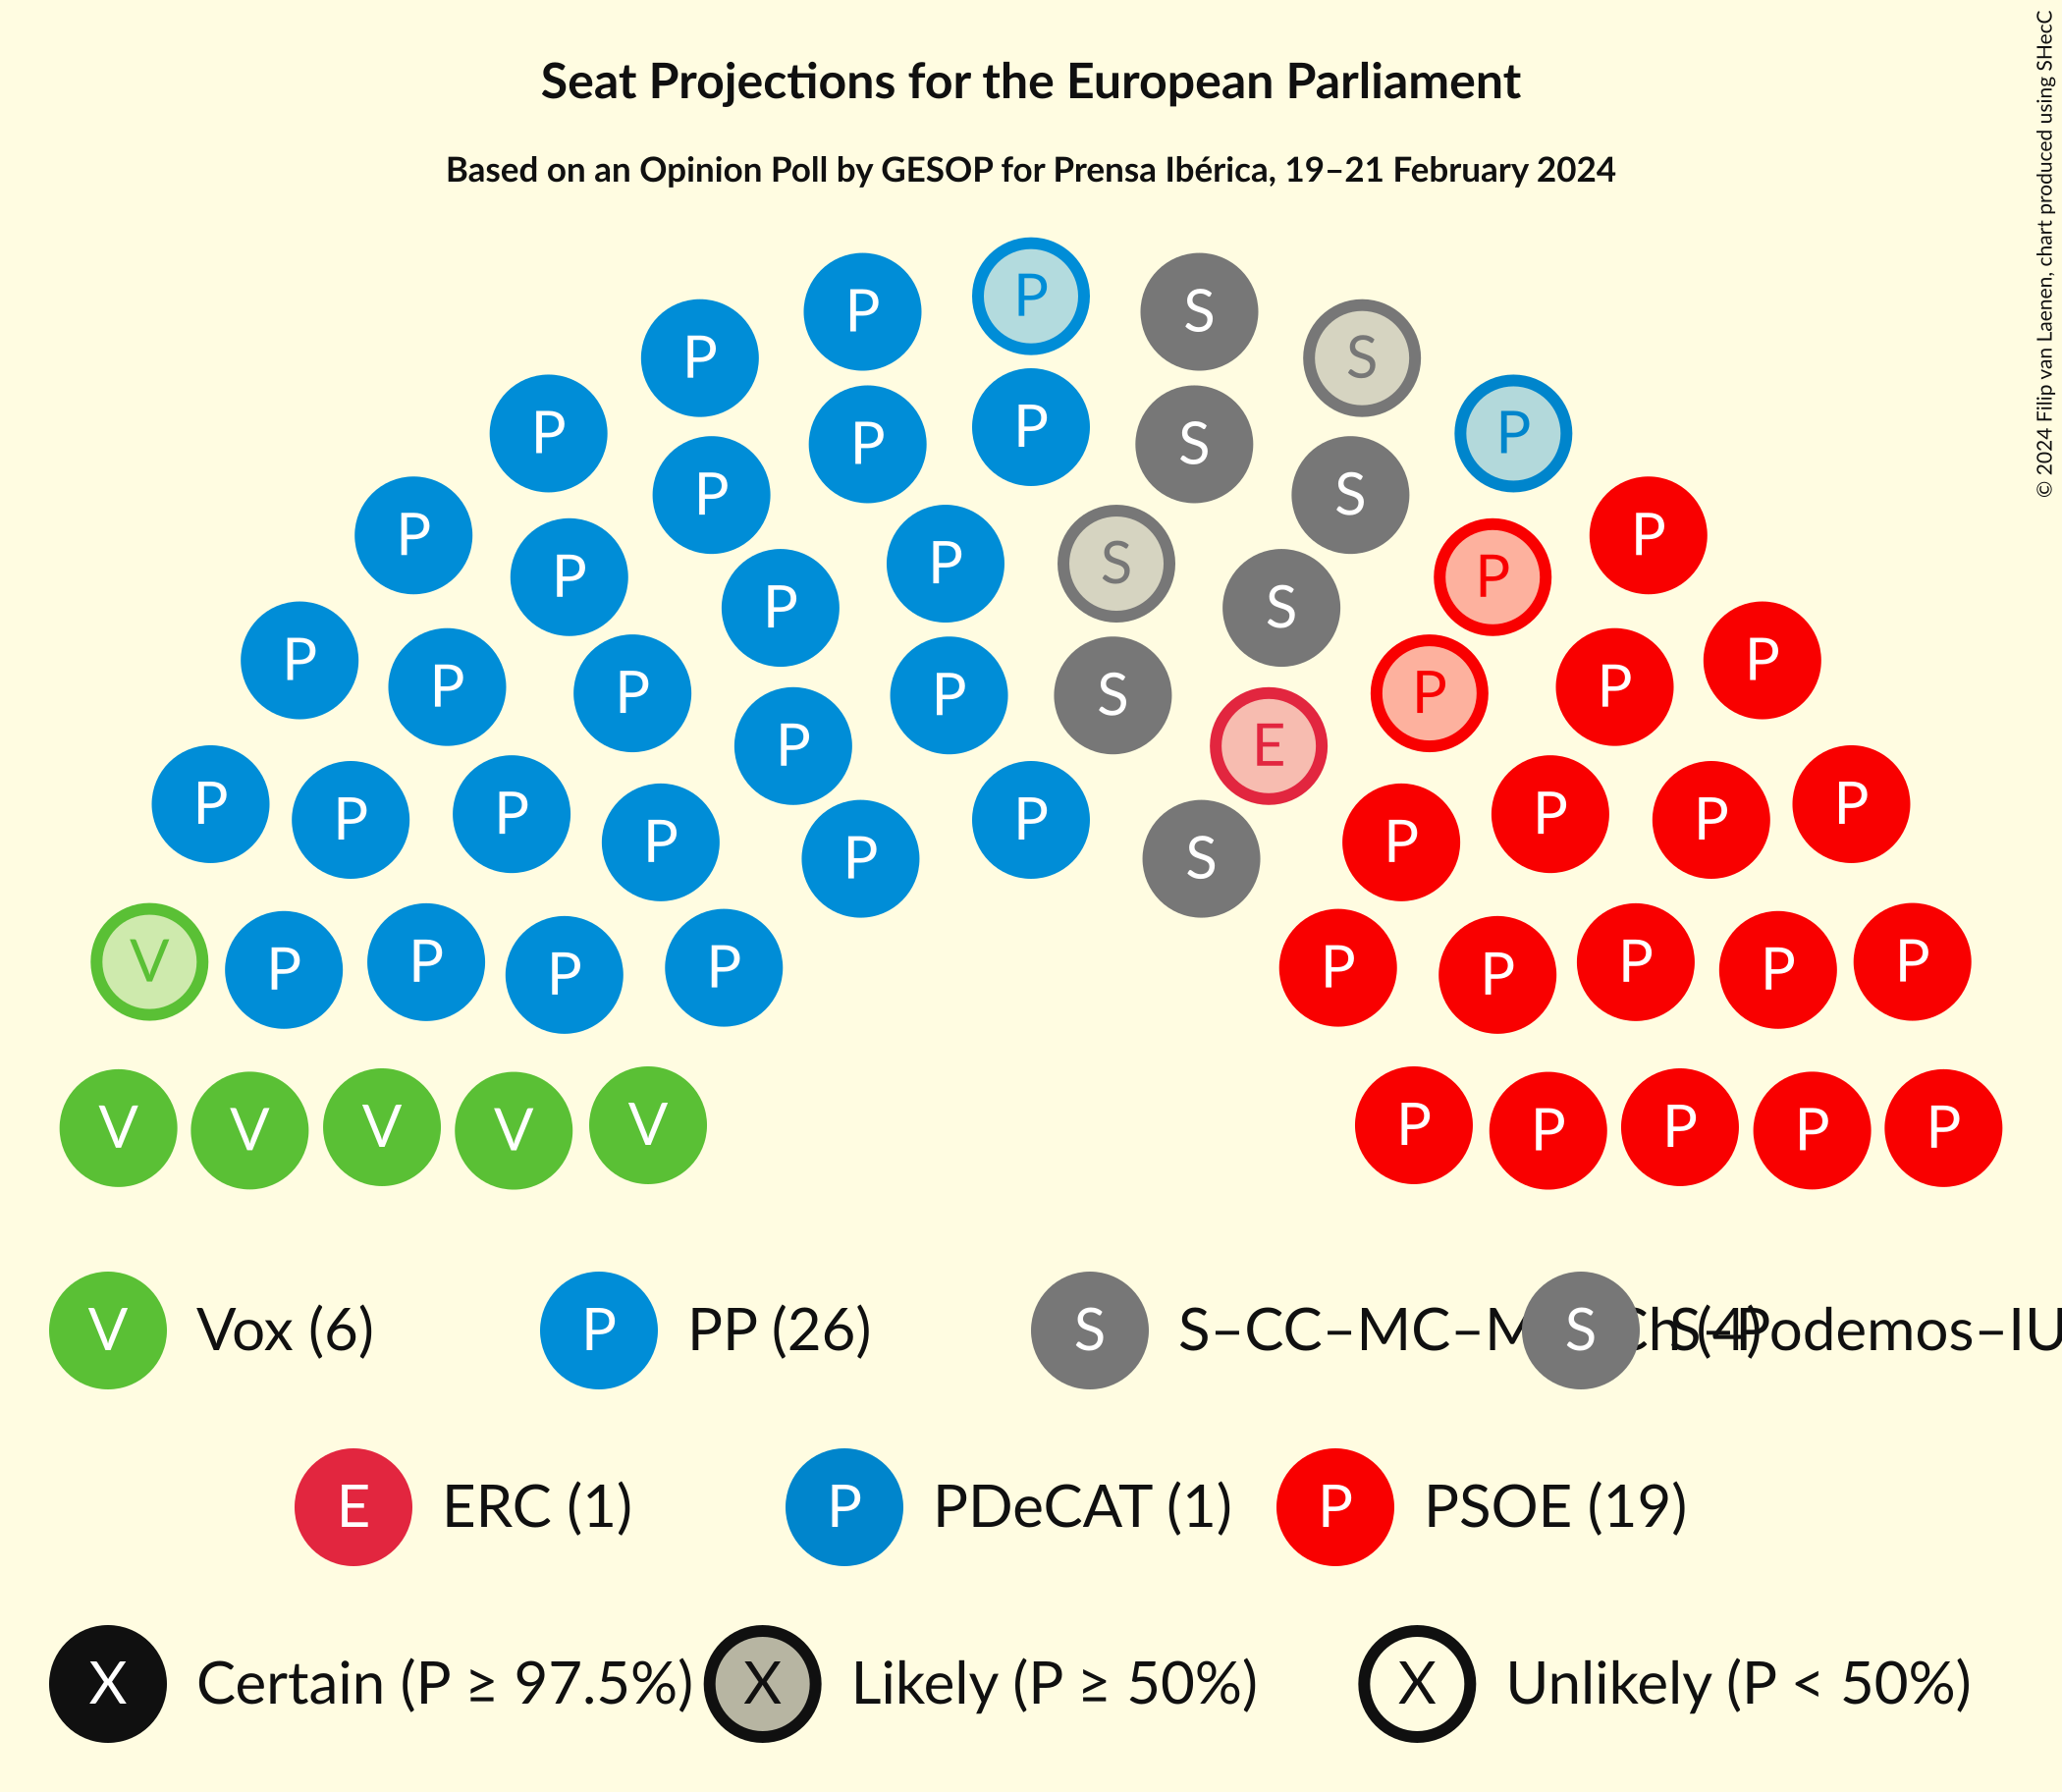 Seat Projections for the European Parliament
Based on an Opinion Poll by GESOP for Prensa Ibérica, 19–21 February 2024
© 2024 Filip van Laenen, chart produced using SHecC
P P P S S
P P P P S S P
P P P P S S P P
P P P P P S E P P P
P P P P P P S P P P P
V P P P P P P P P P
V V V V V P P P P P
V Vox (6) P PP (26) S S–CC–MC–M Ch (4) S S–Podemos–IU
E ERC (1) P PDeCAT (1) P PSOE (19)
X Certain (P ≥ 97.5%) X Likely (P ≥ 50%) X Unlikely (P < 50%)